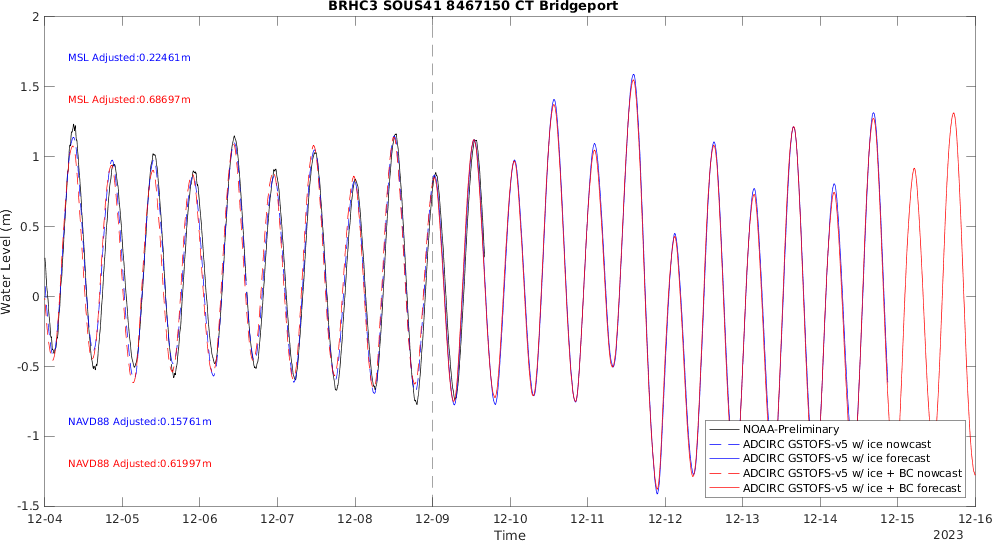 BRHC3 SOUS41 8467150 CT Bridgeport
2
1.5
1
0.5
0
-0.5
-1
-1.5
Water Level (m)
MSL Adjusted:0.22461m
MSL Adjusted:0.68697m
NAVD88 Adjusted:0.15761m
NAVD88 Adjusted:0.61997m
NOAA-Preliminary
ADCIRC GSTOFS-v5 w/ ice nowcast
ADCIRC GSTOFS-v5 w/ ice forecast
ADCIRC GSTOFS-v5 w/ ice + BC nowcast
ADCIRC GSTOFS-v5 w/ ice + BC forecast
12-04 12-05 12-06 12-07 12-08 12-09 12-10 12-11 12-12 12-13 12-14 12-15 12-16
Time
2023